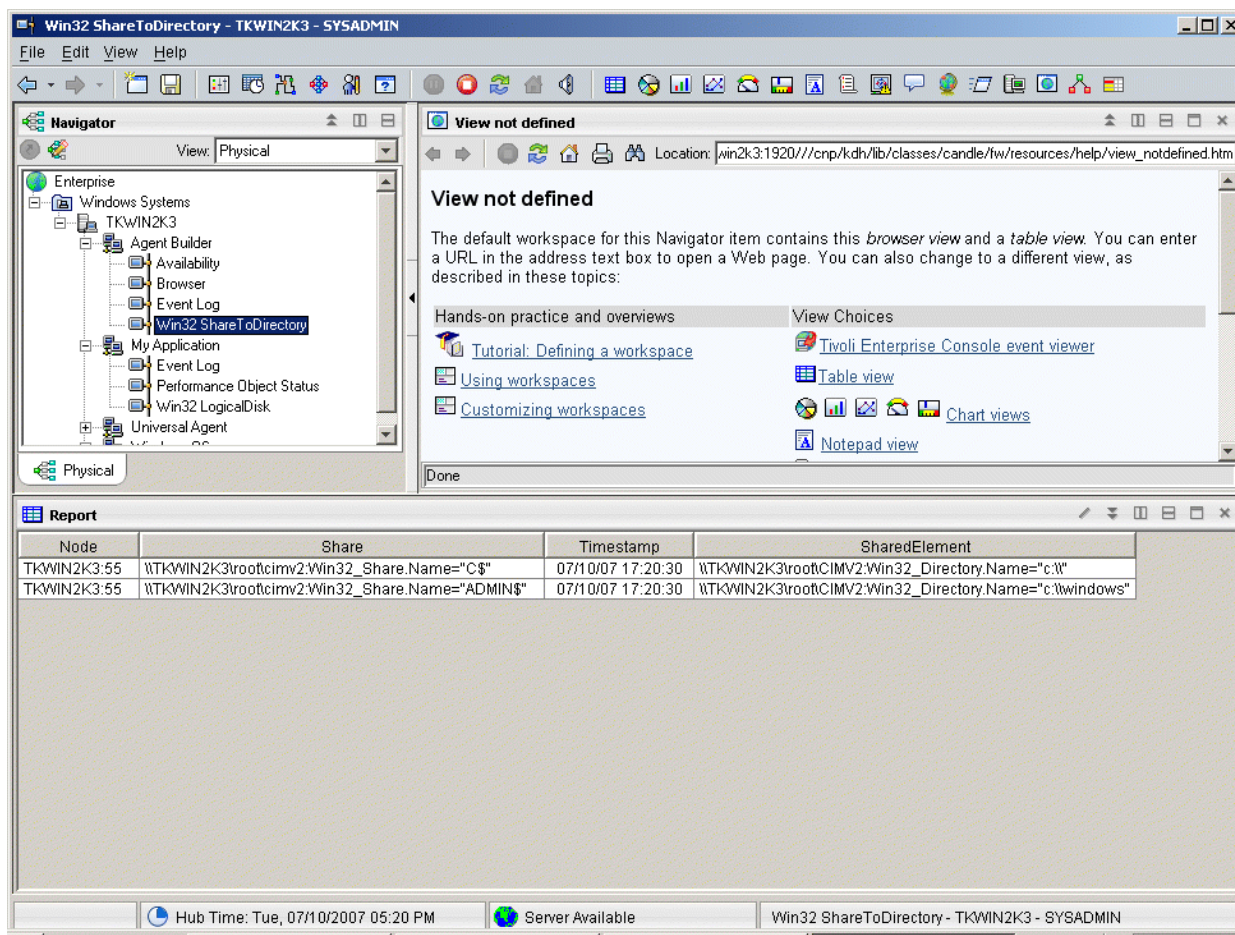 Win32 ShareToDirectory - TKWIN2K3 - SYSADMIN
File Edit View Help
Navigator
View: Physical
Enterprise
Windows Systems
TKWIN2K3
Agent Builder
Availability
Browser
Event Log
Win32 ShareToDirectory
My Application
Event Log
Performance Object Status
Win32 LogicalDisk
Universal Agent
Physical
View not defined
Location: win2k3:1920///cnp/kdh/lib/classes/candle/fw/resources/help/view_notdefined.htm
View not defined
The default workspace for this Navigator item contains this browser view and a table view. You can enter
a URL in the address text box to open a Web page. You can also change to a different view, as
described in these topics:
Hands-on practice and overviews
Tutorial: Defining a workspace
Using workspaces
Customizing workspaces
View Choices
Tivoli Enterprise Console event viewer
Table view
Chart views
Notepad view
Done
Report
Node Share Timestamp SharedElement
TKWIN2K3:55 \\TKWIN2K3\root\cimv2:Win32_Share.Name="C$" 07/10/07 17:20:30 \\TKWIN2K3\root\CIMV2:Win32_Directory.Name="c:\\"
TKWIN2K3:55 \\TKWIN2K3\root\cimv2:Win32_Share.Name="ADMIN$" 07/10/07 17:20:30 \\TKWIN2K3\root\CIMV2:Win32_Directory.Name="c:\\windows"
Hub Time: Tue, 07/10/2007 05:20 PM
Server Available
Win32 ShareToDirectory - TKWIN2K3 - SYSADMIN